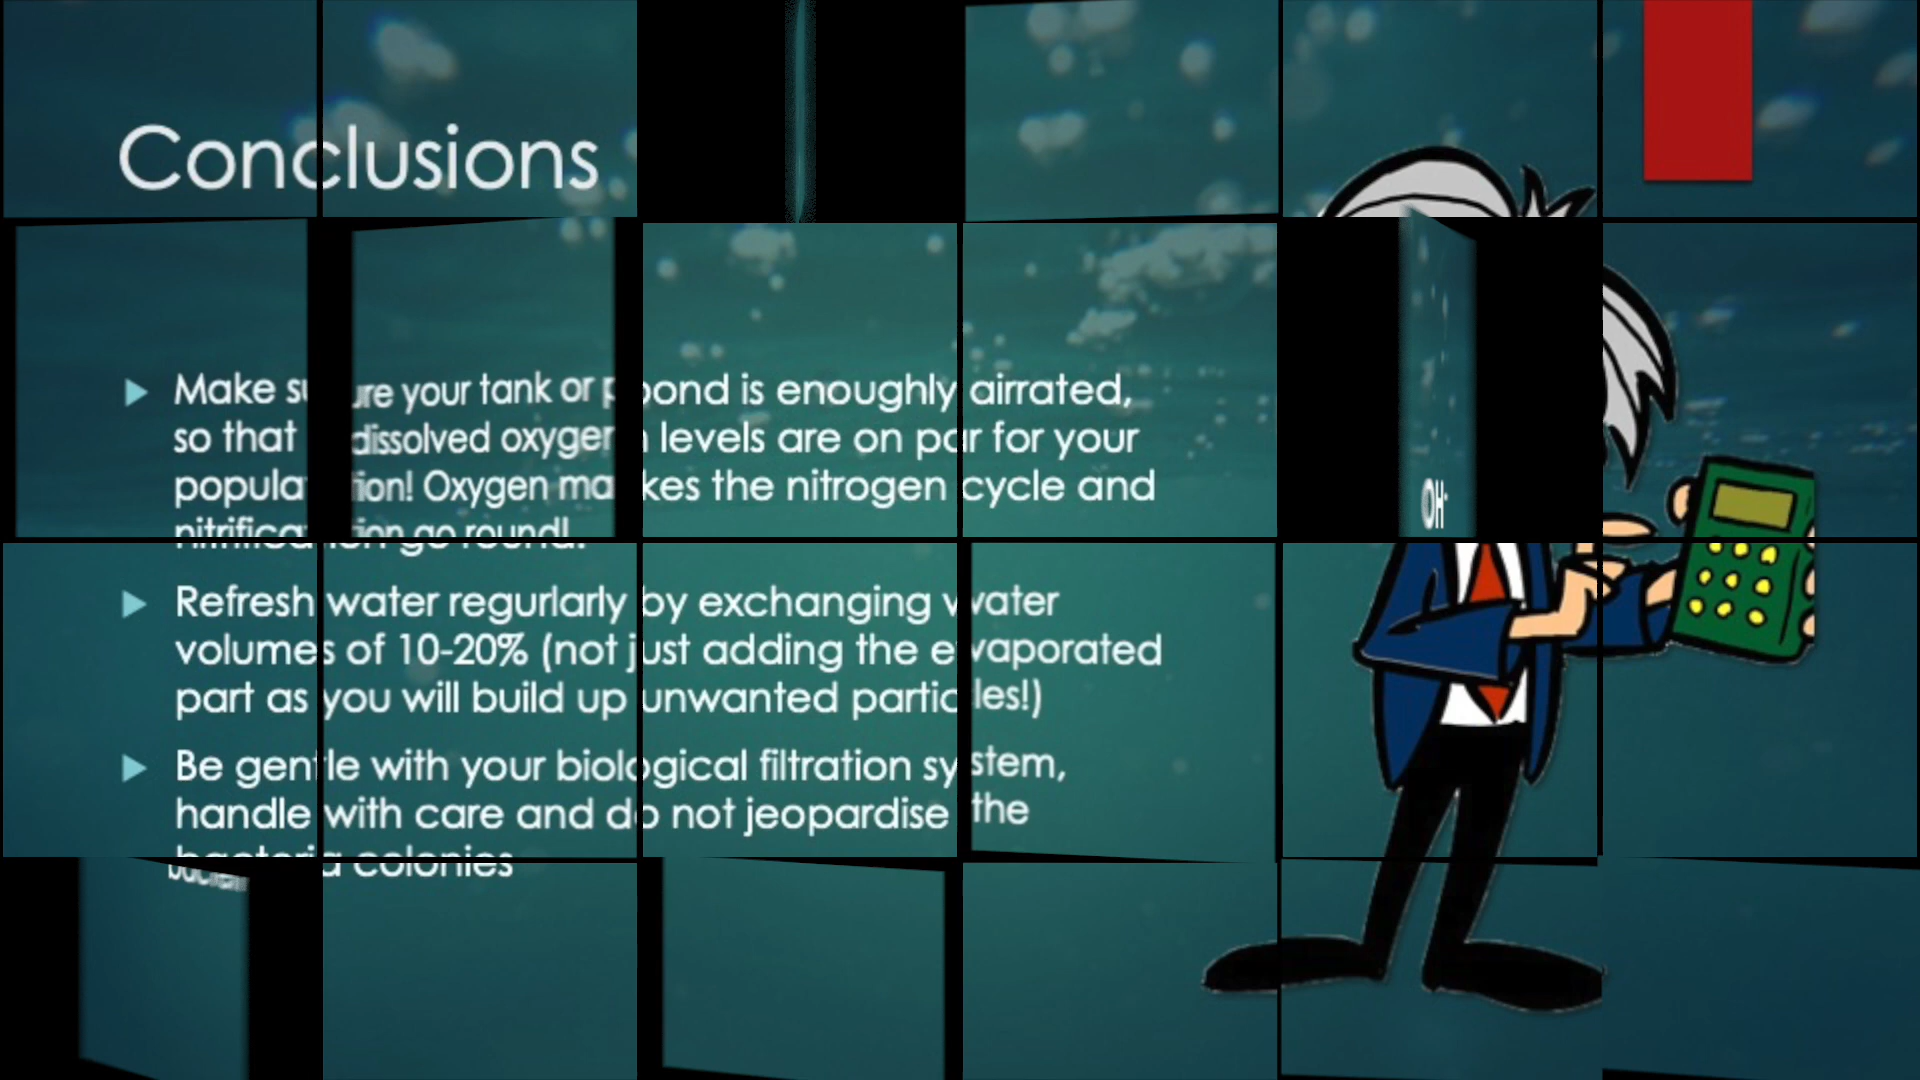 Conclusions
Make sure your tank or pond is enoughly airrated,
so that dissolved oxygen levels are on par for your
population! Oxygen makes the nitrogen cycle and
nitrification go round!
OH-
Refresh water regurlarly by exchanging water
volumes of 10-20% (not just adding the evaporated
part as you will build up unwanted particles!)
Be gentle with your biological filtration system,
handle with care and do not jeopardise the
bacteria colonies